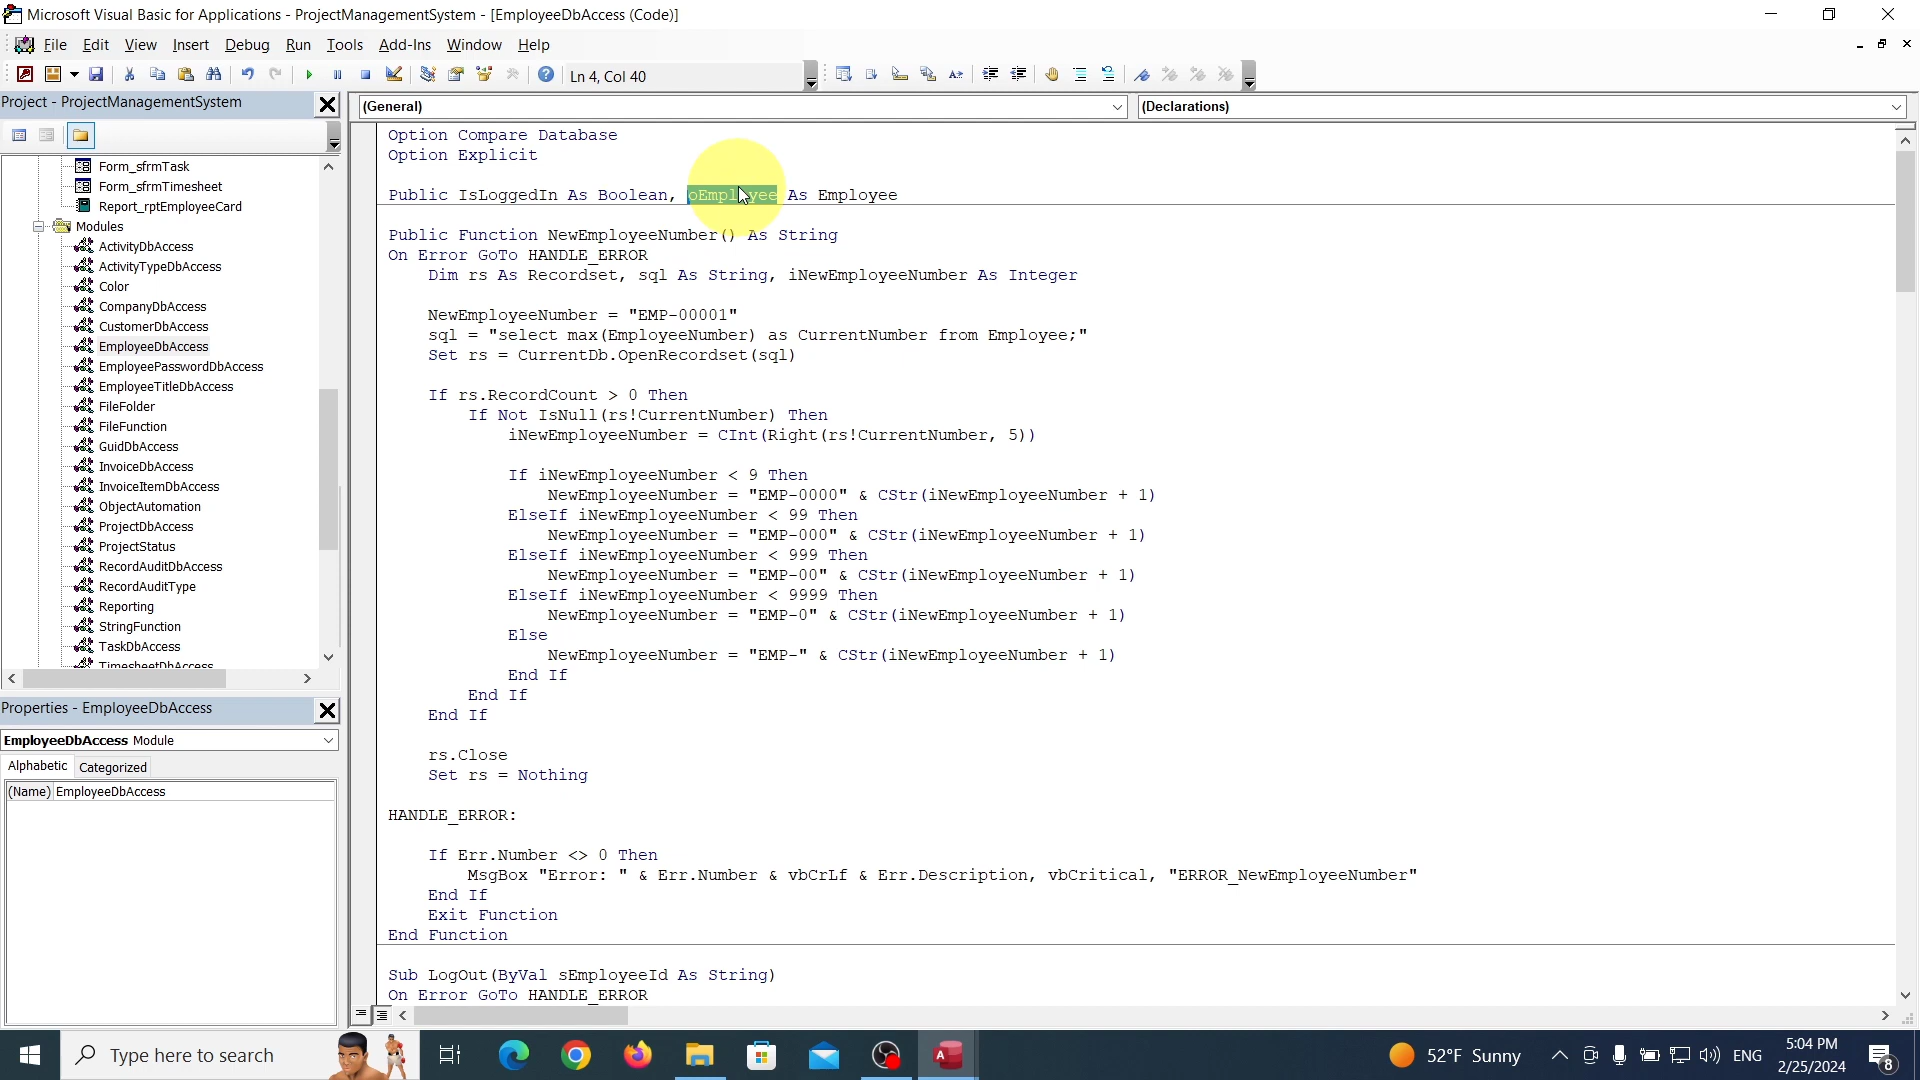 Microsoft Visual Basic for Applications - ProjectManagementSystem - [EmployeeDbAccess (Code)]
File Edit View Insert Debug Run Tools Add-Ins Window Help
Ln 4, Col 40
Project - ProjectManagementSystem
(General)
(Declarations)
Form_sfrmTask
Form_sfrmTimesheet
Report_rptEmployeeCard
Modules
ActivityDbAccess
ActivityTypeDbAccess
Color
CompanyDbAccess
CustomerDbAccess
EmployeeDbAccess
EmployeePasswordDbAccess
EmployeeTitleDbAccess
FileFolder
FileFunction
GuidDbAccess
InvoiceDbAccess
InvoiceItemDbAccess
ObjectAutomation
ProjectDbAccess
ProjectStatus
RecordAuditDbAccess
RecordAuditType
Reporting
StringFunction
TaskDbAccess
TimesheetDbAccess
Properties - EmployeeDbAccess
EmployeeDbAccess Module
Alphabetic Categorized
(Name) EmployeeDbAccess
Option Compare Database
Option Explicit
Public IsLoggedIn As Boolean, oEmployee As Employee
Public Function NewEmployeeNumber() As String
On Error GoTo HANDLE_ERROR
Dim rs As Recordset, sql As String, iNewEmployeeNumber As Integer
NewEmployeeNumber = "EMP-00001"
sql = "select max(EmployeeNumber) as CurrentNumber from Employee;"
Set rs = CurrentDb.OpenRecordset(sql)
If rs.RecordCount > 0 Then
If Not IsNull(rs!CurrentNumber) Then
iNewEmployeeNumber = CInt(Right(rs!CurrentNumber, 5))
If iNewEmployeeNumber < 9 Then
NewEmployeeNumber = "EMP-0000" & CStr(iNewEmployeeNumber + 1)
ElseIf iNewEmployeeNumber < 99 Then
NewEmployeeNumber = "EMP-000" & CStr(iNewEmployeeNumber + 1)
ElseIf iNewEmployeeNumber < 999 Then
NewEmployeeNumber = "EMP-00" & CStr(iNewEmployeeNumber + 1)
ElseIf iNewEmployeeNumber < 9999 Then
NewEmployeeNumber = "EMP-0" & CStr(iNewEmployeeNumber + 1)
Else
NewEmployeeNumber = "EMP-" & CStr(iNewEmployeeNumber + 1)
End If
End If
End If
rs.Close
Set rs = Nothing
HANDLE_ERROR:
If Err.Number <> 0 Then
MsgBox "Error: " & Err.Number & vbCrLf & Err.Description, vbCritical, "ERROR_NewEmployeeNumber"
End If
Exit Function
End Function
Sub LogOut(ByVal sEmployeeId As String)
On Error GoTo HANDLE_ERROR
Type here to search
52°F Sunny
ENG
5:04 PM
2/25/2024
8